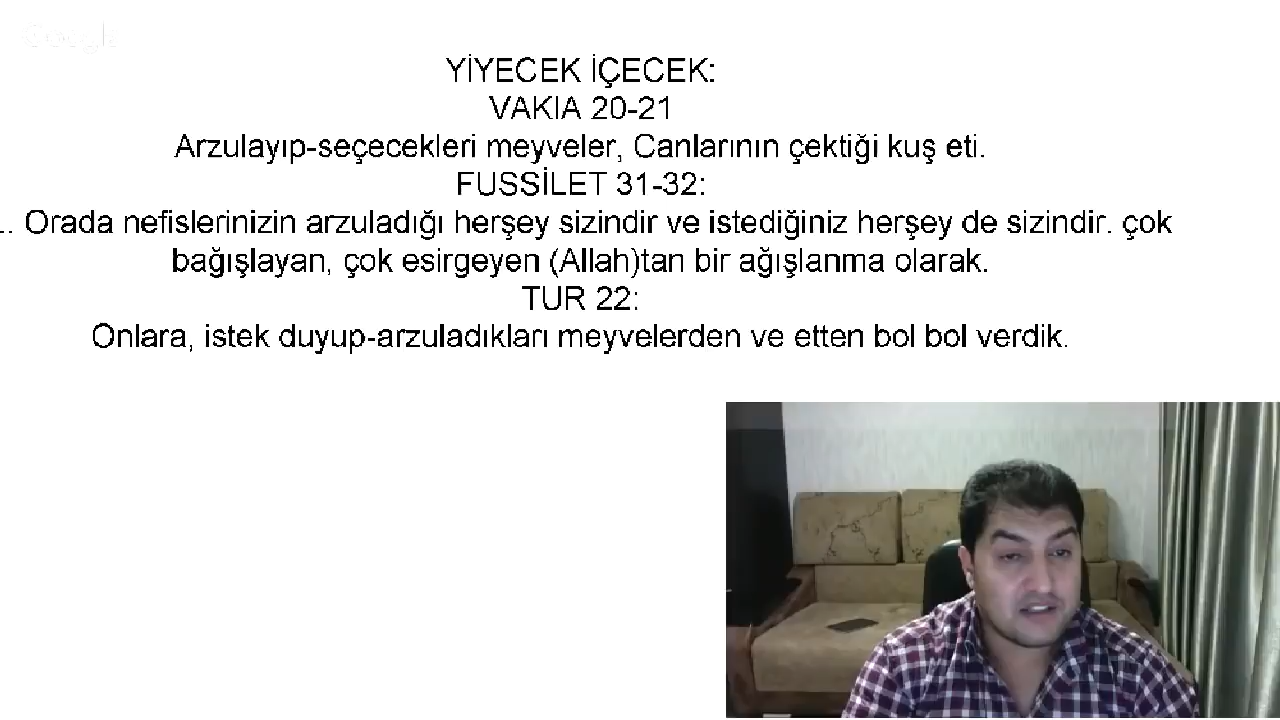 Google
YİYECEK İÇECEK:
VAKIA 20-21
Arzulayıp-seçecekleri meyveler, Canlarının çektiği kuş eti.
FUSSİLET 31-32:
.. Orada nefislerinizin arzuladığı herşey sizindir ve istediğiniz herşey de sizindir. çok
bağışlayan, çok esirgeyen (Allah)tan bir ağışlanma olarak.
TUR 22:
Onlara, istek duyup-arzuladıkları meyvelerden ve etten bol bol verdik.